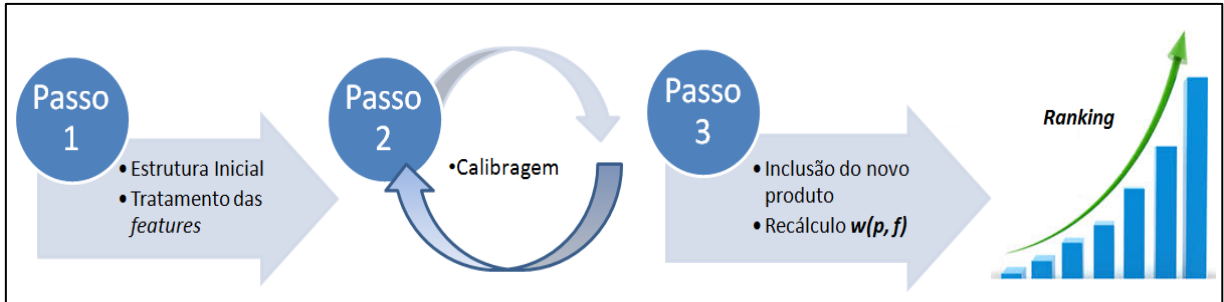 Passo
1
• Estrutura Inicial
• Tratamento das
features
Passo
2
•Calibragem
Passo
3
• Inclusão do novo
produto
• Recálculo w(p, f)
Ranking